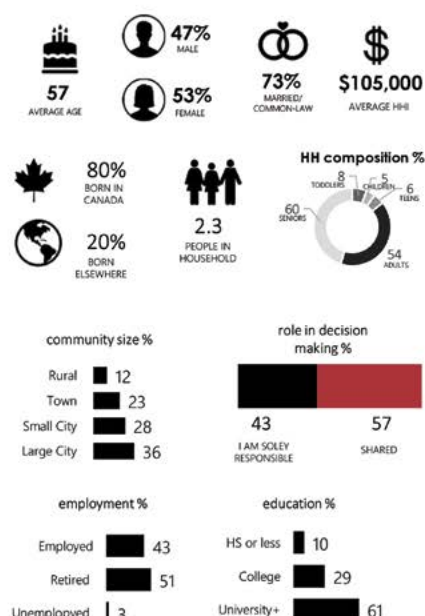 57
AVERAGE AGE
47%
MALE
53%
FEMALE
73%
MARRIED/
COMMON-LAW
$
$105,000
AVERAGE HHI
80%
BORN IN
CANADA
20%
BORN
ELSEWHERE
2.3
PEOPLE IN
HOUSEHOLD
HH composition %
8
TODDLERS
5
CHILDREN
6
TEENS
60
SENIORS
54
ADULTS
community size %
Rural 12
Town 23
Small City 28
Large City 36
role in decision
making %
43
I AM SOLEY
RESPONSIBLE
57
SHARED
employment %
Employed 43
Retired 51
Unemployed 3
education %
HS or less 10
College 29
University+ 61